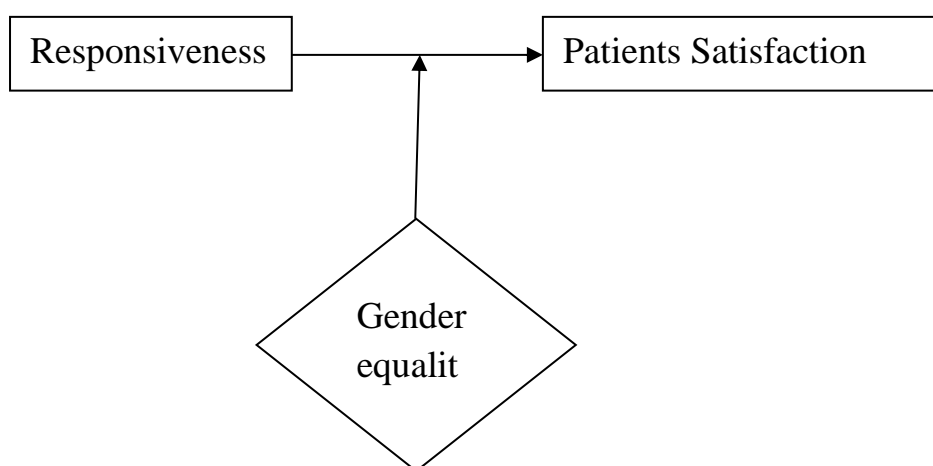 Responsiveness
Patients Satisfaction
Gender
equalit